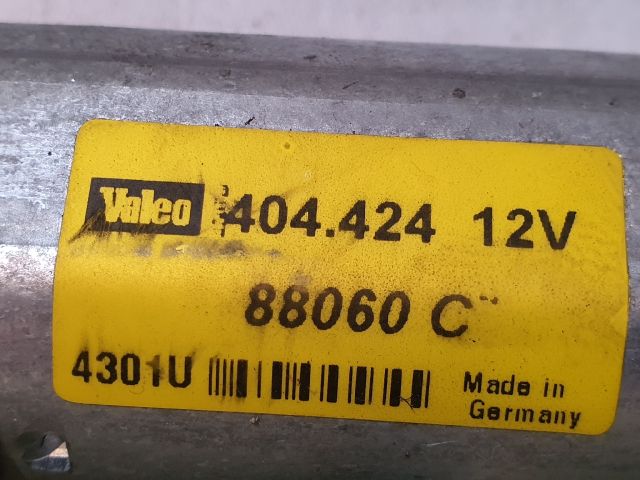 Valeo 404.424 12V
88060 C
4301U Made in
Germany